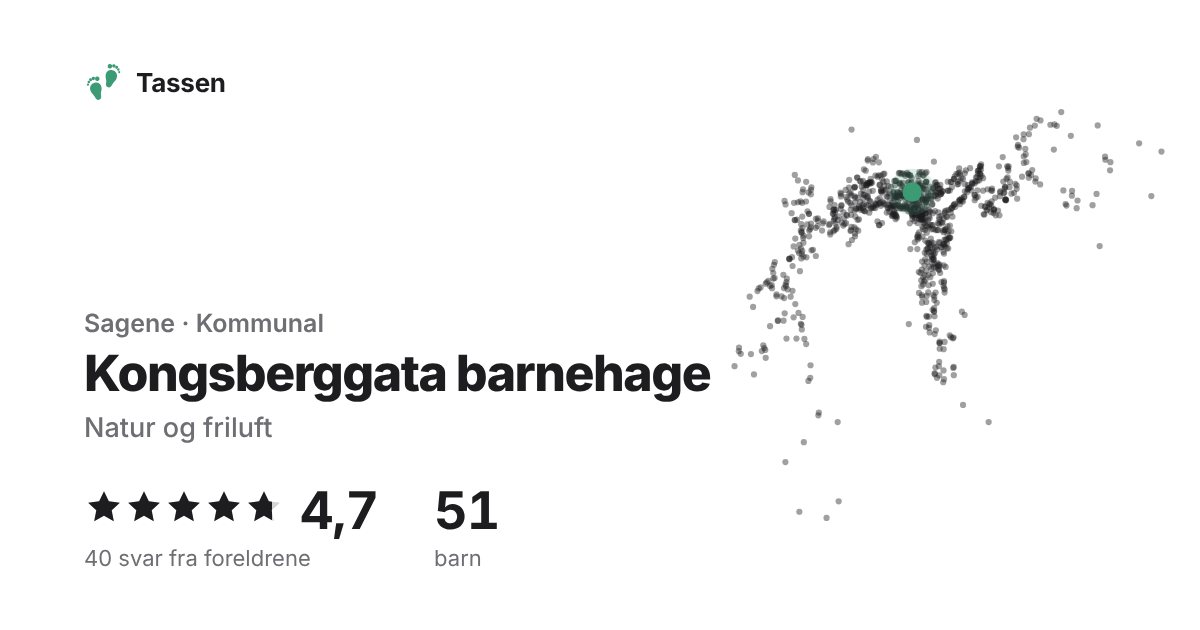 Tassen
Sagene · Kommunal
Kongsberggata barnehage
Natur og friluft
4,7
51
40 svar fra foreldrene
barn